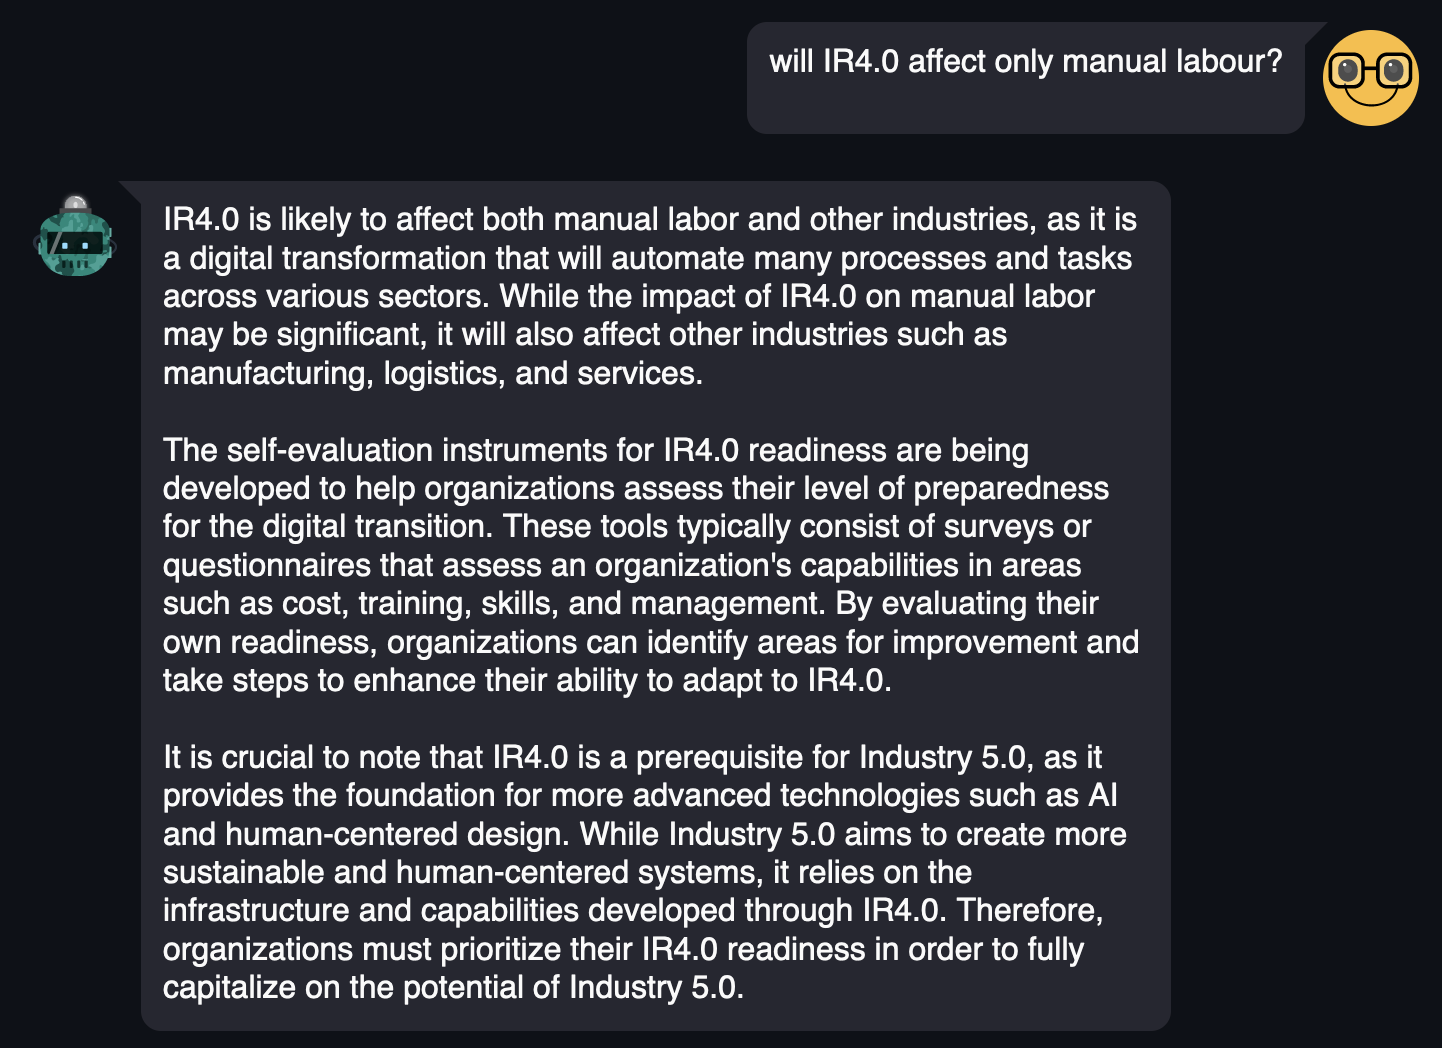 will IR4.0 affect only manual labour?
IR4.0 is likely to affect both manual labor and other industries, as it is
a digital transformation that will automate many processes and tasks
across various sectors. While the impact of IR4.0 on manual labor
may be significant, it will also affect other industries such as
manufacturing, logistics, and services.
The self-evaluation instruments for IR4.0 readiness are being
developed to help organizations assess their level of preparedness
for the digital transition. These tools typically consist of surveys or
questionnaires that assess an organization's capabilities in areas
such as cost, training, skills, and management. By evaluating their
own readiness, organizations can identify areas for improvement and
take steps to enhance their ability to adapt to IR4.0.
It is crucial to note that IR4.0 is a prerequisite for Industry 5.0, as it
provides the foundation for more advanced technologies such as AI
and human-centered design. While Industry 5.0 aims to create more
sustainable and human-centered systems, it relies on the
infrastructure and capabilities developed through IR4.0. Therefore,
organizations must prioritize their IR4.0 readiness in order to fully
capitalize on the potential of Industry 5.0.